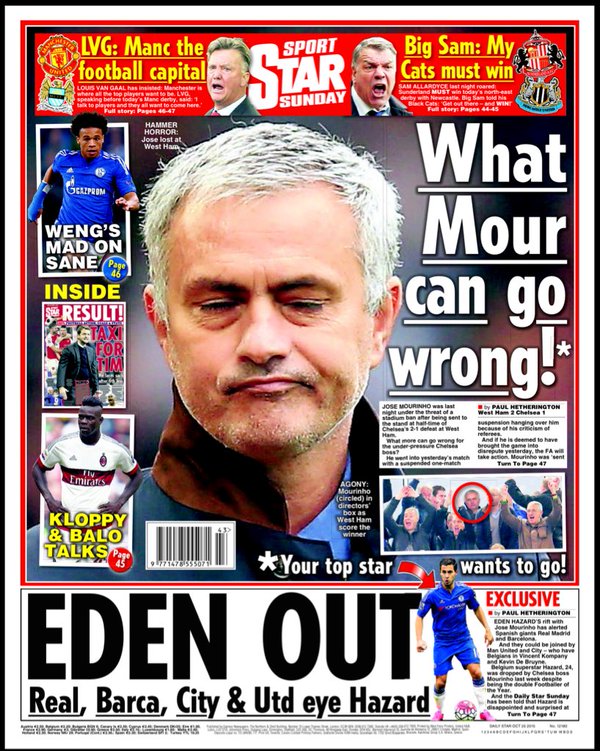 LVG: Manc the
football capital
LOUIS VAN GAAL has insisted: Manchester
is where all the top players want to be. LVG,
speaking before today's Manc derby, said: 'I
talk to players and they all want to come here.'
Full story: Pages 46-47
SPORT
STAR
SUNDAY
Big Sam: My
Cats must win
SAM ALLARDYCE last night roared:
Sunderland MUST win today's north-east
derby with Newcastle. Big Sam told his
Black Cats: 'Get out there – and WIN!'
Full story: Pages 44-45
HAMMER
HORROR:
Jose lost at
West Ham
GAZPROM
WENG'S
MAD ON
SANE
Page
46
INSIDE
STAR
RESULT!
TAXI
FOR
TIM
Fly
Emirates
KLOPPY
& BALO
TALKS
Page
45
What
Mour
can go
wrong!*
JOSE MOURINHO was last
night under the threat of a
stadium ban after being sent to
the stand at half-time of
Chelsea's 2-1 defeat at West
Ham.
What more can go wrong for
the under-pressure Chelsea
boss?
He went into yesterday's match
with a suspended one-match
by PAUL HETHERINGTON
West Ham 2 Chelsea 1
suspension hanging over him
because of his criticism of
referees.
And if he is deemed to have
brought the game into
disrepute yesterday, the FA will
take action. Mourinho was 'sent
Turn To Page 47
AGONY:
Mourinho
(circled) in
directors'
box as
West Ham
score the
winner
43>
9 771478 555071
*Your top star
wants to go!
EDEN OUT
Real, Barca, City & Utd eye Hazard
EXCLUSIVE
by PAUL HETHERINGTON
EDEN HAZARD'S rift with
Jose Mourinho has alerted
Spanish giants Real Madrid
and Barcelona.
And they could be joined by
Man United and City – who have
Belgians in Vincent Kompany
and Kevin De Bruyne.
Belgium superstar Hazard, 24,
was dropped by Chelsea boss
Mourinho last week despite
being the double Footballer of
the Year.
And the Daily Star Sunday
has been told that Hazard is
disappointed and surprised at
Turn To Page 47